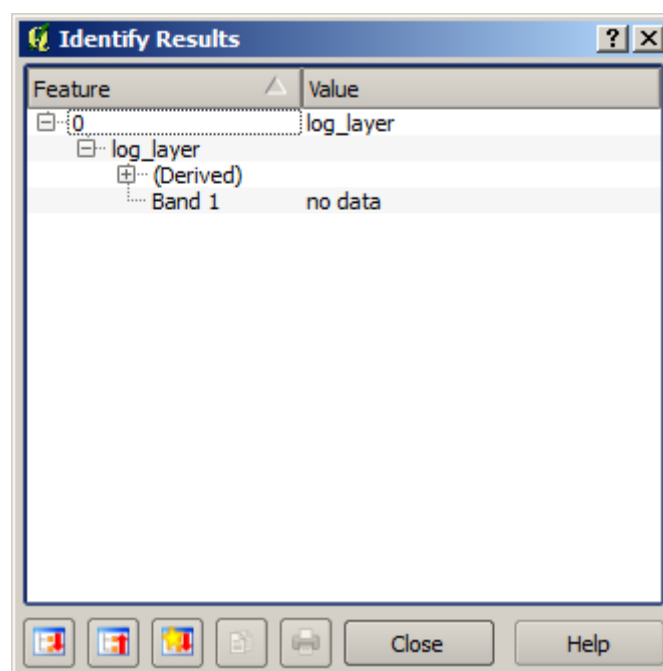 Identify Results
Feature Value
0 log_layer
log_layer
(Derived)
Band 1 no data
Close Help